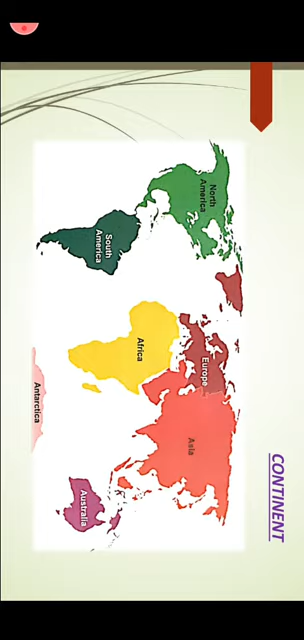 CONTINENT
North
America
Europe
Asia
Africa
South
America
Australia
Antarctica